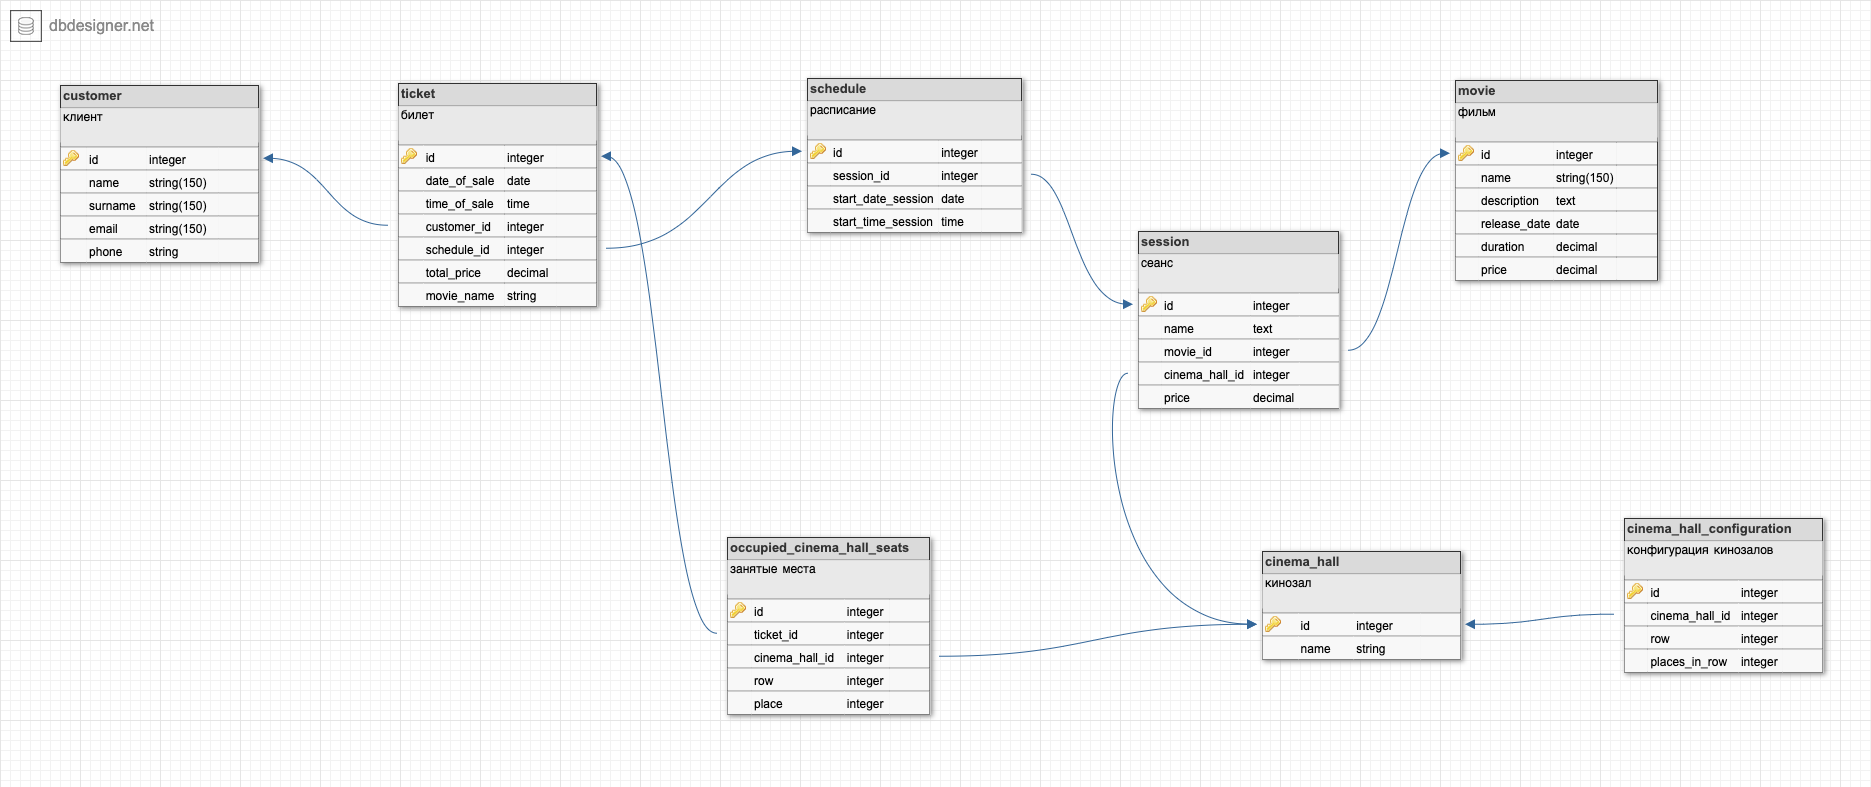 dbdesigner.net
customer
клиент
id integer
name string(150)
surname string(150)
email string(150)
phone string
ticket
билет
id integer
date_of_sale date
time_of_sale time
customer_id integer
schedule_id integer
total_price decimal
movie_name string
schedule
расписание
id integer
session_id integer
start_date_session date
start_time_session time
session
сеанс
id integer
name text
movie_id integer
cinema_hall_id integer
price decimal
movie
фильм
id integer
name string(150)
description text
release_date date
duration decimal
price decimal
occupied_cinema_hall_seats
занятые места
id integer
ticket_id integer
cinema_hall_id integer
row integer
place integer
cinema_hall
кинозал
id integer
name string
cinema_hall_configuration
конфигурация кинозалов
id integer
cinema_hall_id integer
row integer
places_in_row integer